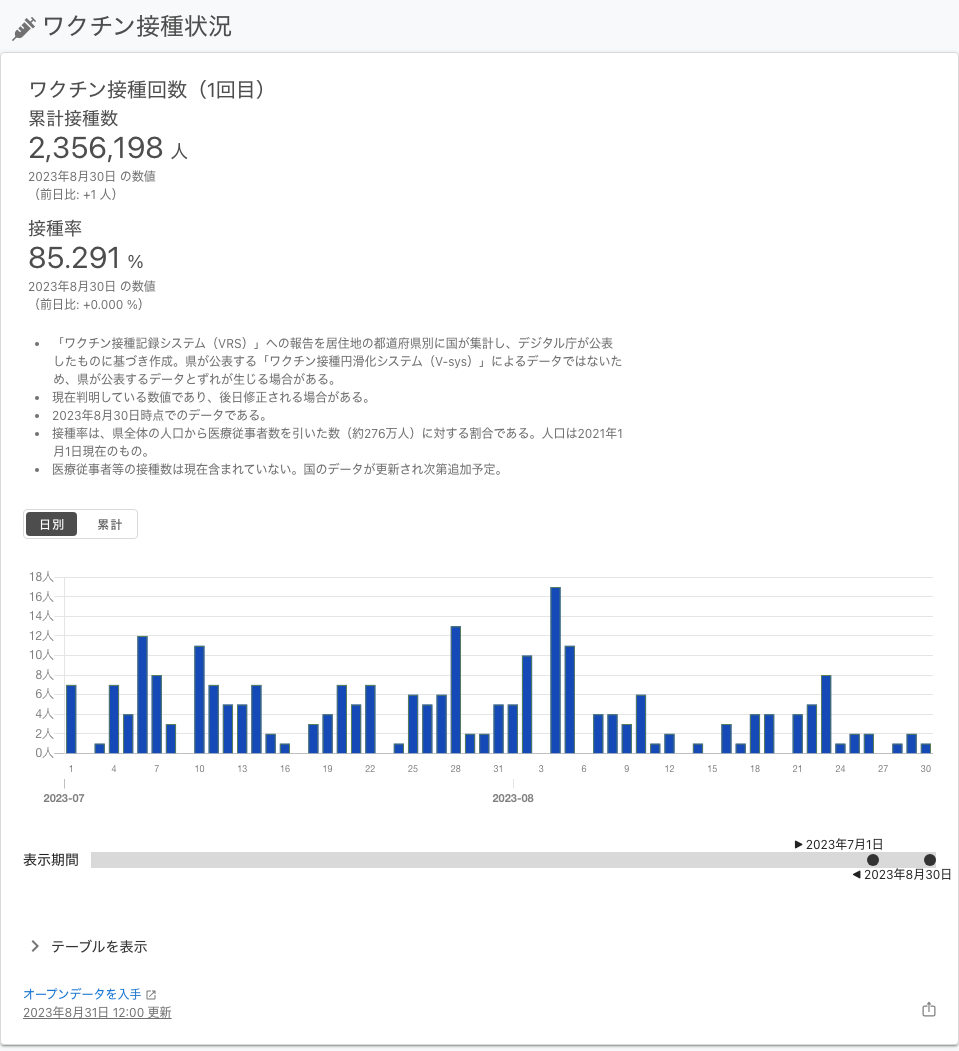 ワクチン接種状況
ワクチン接種回数（1回目）
累計接種数
2,356,198 人
2023年8月30日 の数値
（前日比: +1 人）
接種率
85.291 %
2023年8月30日 の数値
（前日比: +0.000 %）
• 「ワクチン接種記録システム（VRS）」への報告を居住地の都道府県別に国が集計し、デジタル庁が公表
したものに基づき作成。県が公表する「ワクチン接種円滑化システム（V-sys）」によるデータではないた
め、県が公表するデータとずれが生じる場合がある。
• 現在判明している数値であり、後日修正される場合がある。
• 2023年8月30日時点でのデータである。
• 接種率は、県全体の人口から医療従事者数を引いた数（約276万人）に対する割合である。人口は2021年1
月1日現在のもの。
• 医療従事者等の接種数は現在含まれていない。国のデータが更新され次第追加予定。
日別 累計
18人
16人
14人
12人
10人
8人
6人
4人
2人
0人
1 4 7 10 13 16 19 22 25 28 31 3 6 9 12 15 18 21 24 27 30
2023-07 2023-08
▶ 2023年7月1日
表示期間
◀ 2023年8月30日
テーブルを表示
オープンデータを入手
2023年8月31日 12:00 更新